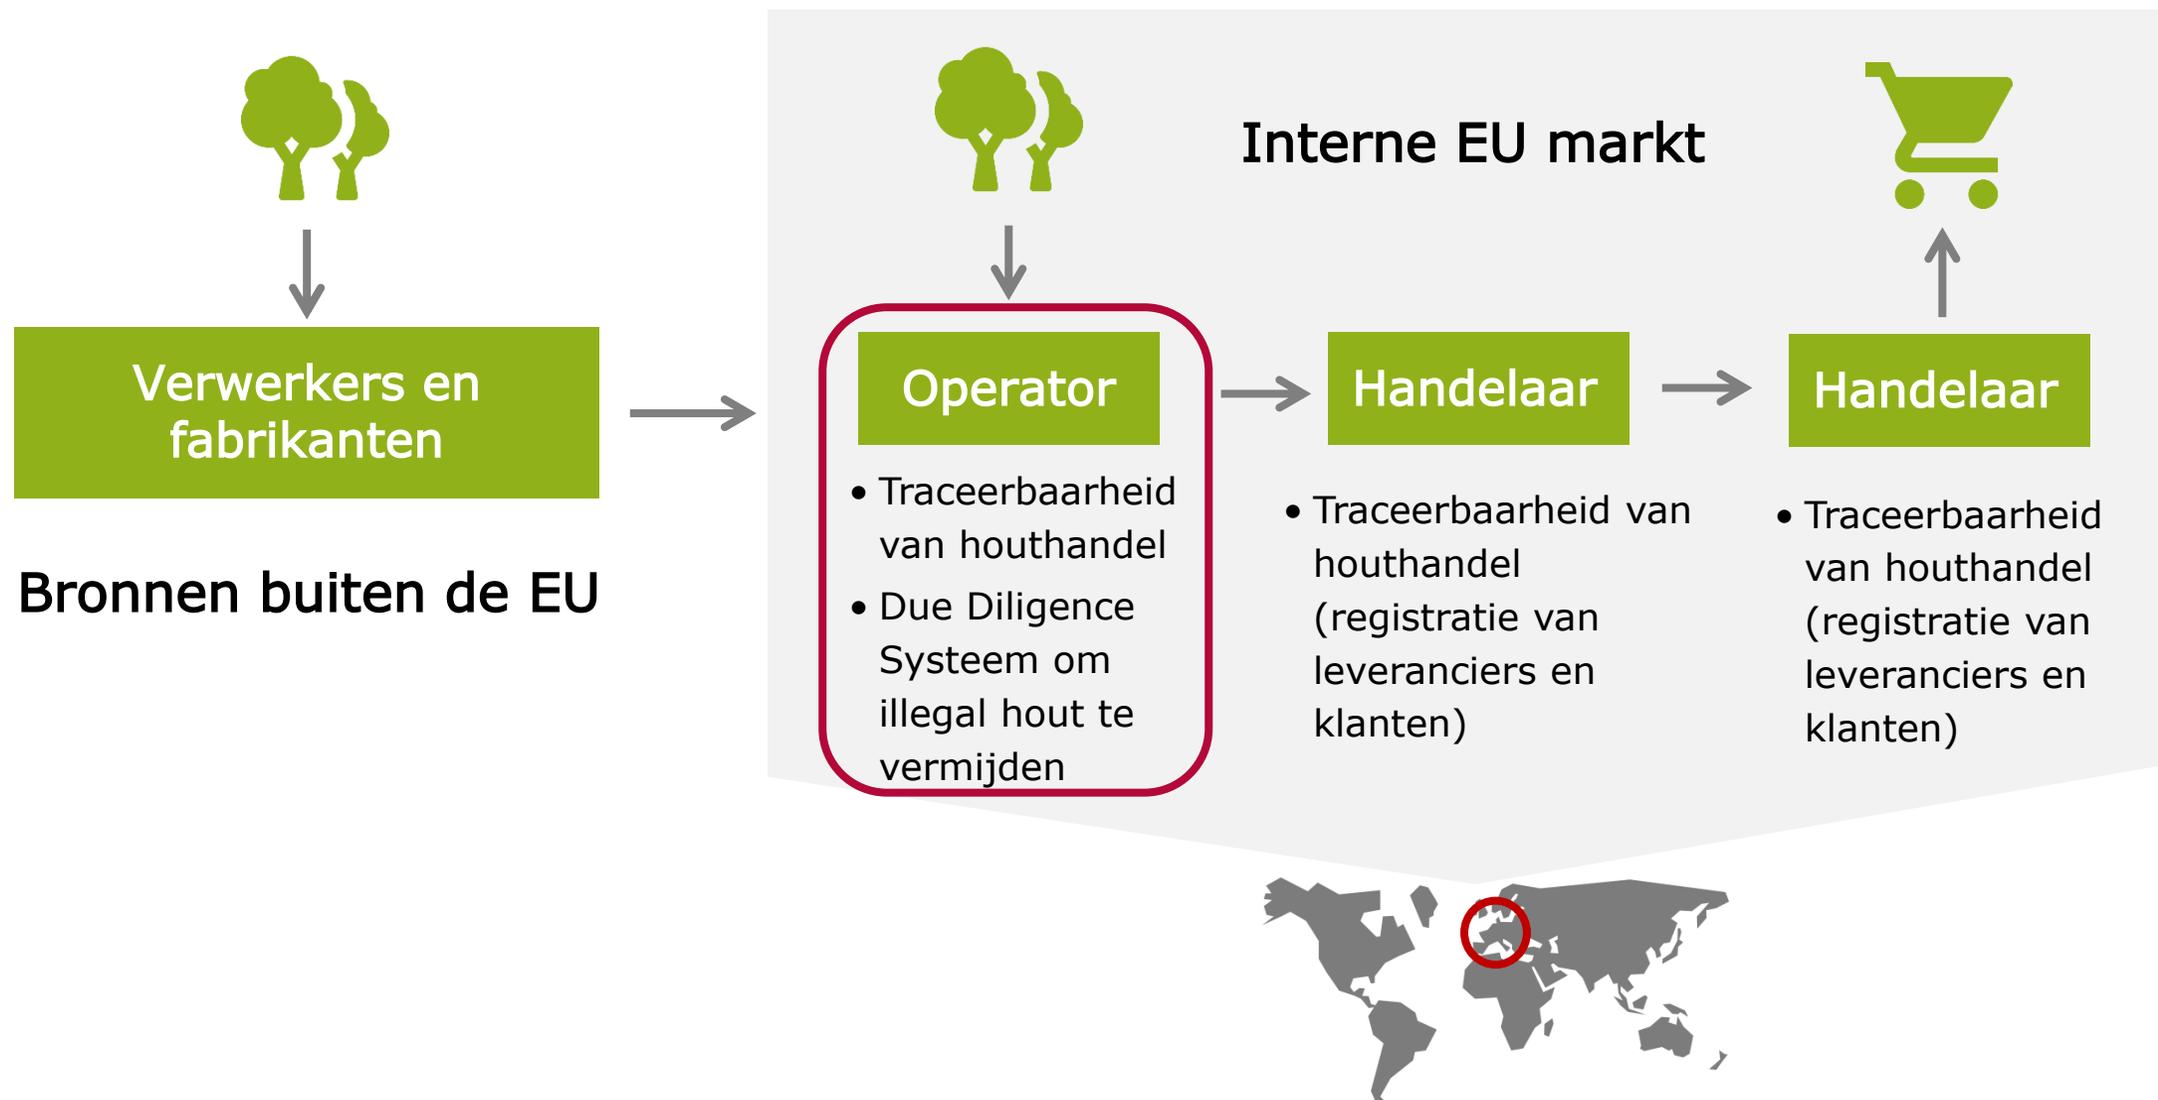 Interne EU markt
Verwerkers en
fabrikanten
Bronnen buiten de EU
Operator
• Traceerbaarheid
van houthandel
• Due Diligence
Systeem om
illegal hout te
vermijden
Handelaar
• Traceerbaarheid van
houthandel
(registratie van
leveranciers en
klanten)
Handelaar
• Traceerbaarheid
van houthandel
(registratie van
leveranciers en
klanten)